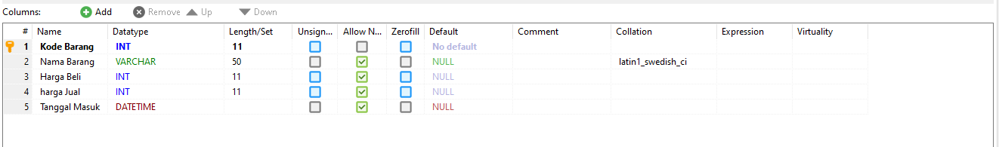 Columns: Add Remove Up Down
# Name Datatype Length/Set Unsign... Allow N... Zerofill Default Comment Collation Expression Virtuality
1 Kode Barang INT 11 No default
2 Nama Barang VARCHAR 50 NULL latin1_swedish_ci
3 Harga Beli INT 11 NULL
4 harga Jual INT 11 NULL
5 Tanggal Masuk DATETIME NULL